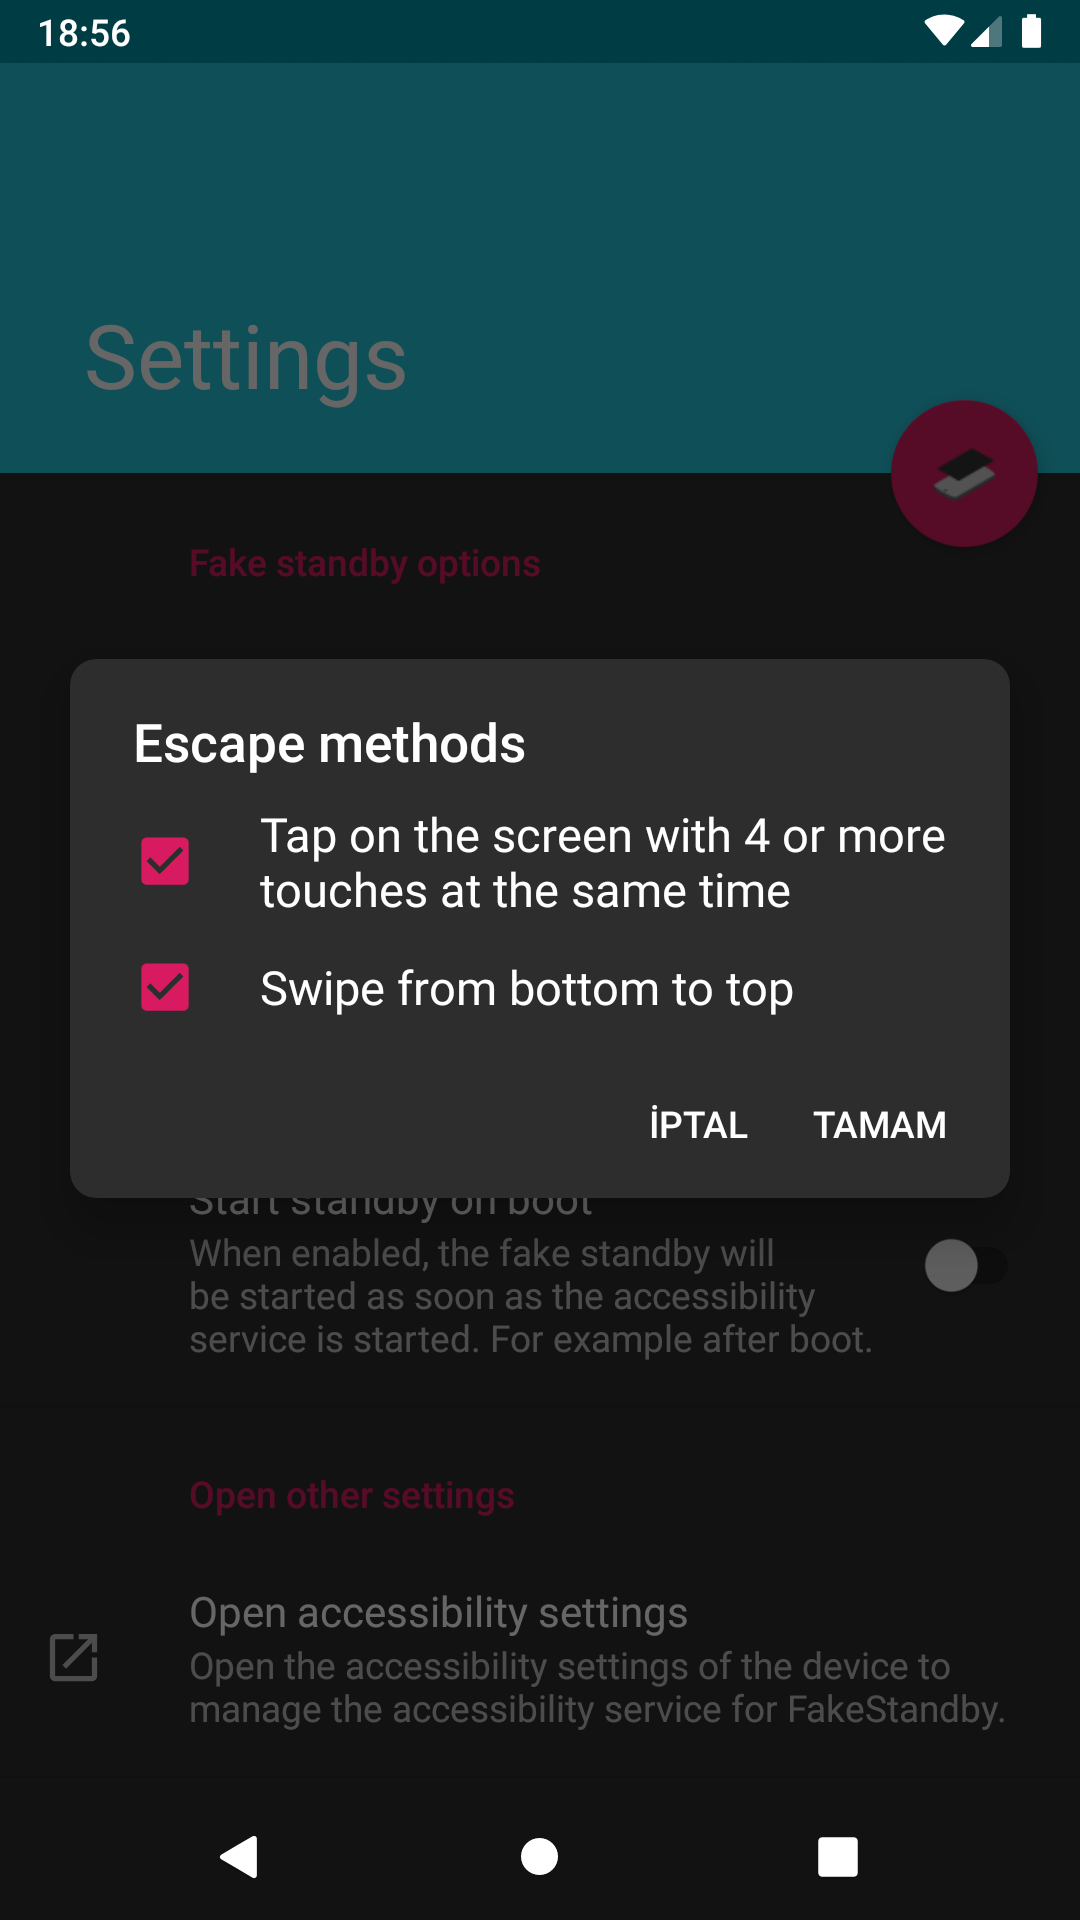 18:56
Settings
Fake standby options
Escape methods
Tap on the screen with 4 or more
touches at the same time
Swipe from bottom to top
İPTAL TAMAM
Start standby on boot
When enabled, the fake standby will
be started as soon as the accessibility
service is started. For example after boot.
Open other settings
Open accessibility settings
Open the accessibility settings of the device to
manage the accessibility service for FakeStandby.